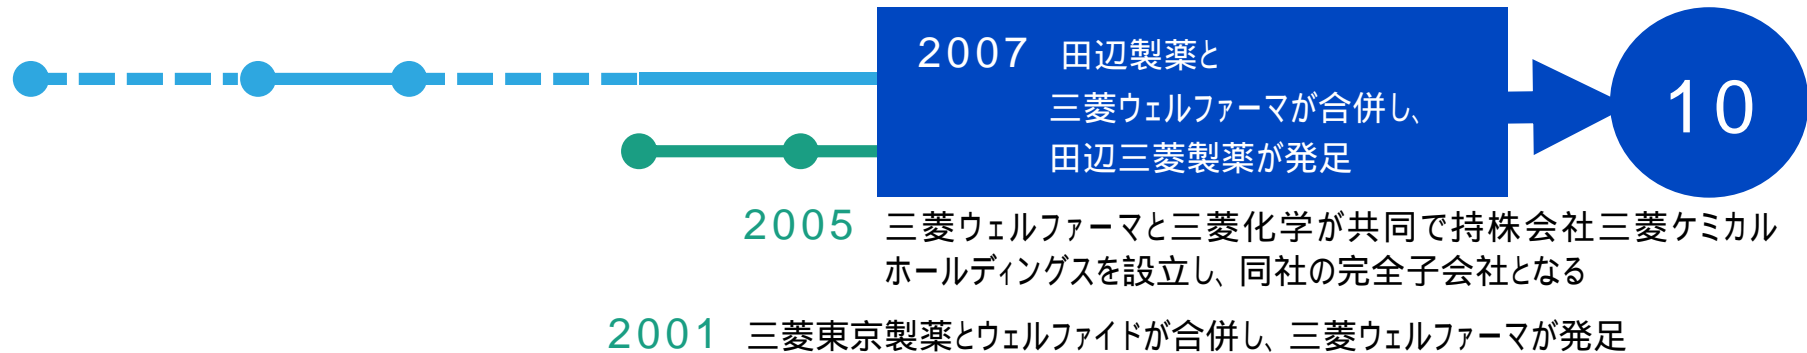 2007 田辺製薬と
三菱ウェルファーマが合併し、
田辺三菱製薬が発足
10
2005 三菱ウェルファーマと三菱化学が共同で持株会社三菱ケミカル
ホールディングスを設立し、同社の完全子会社となる
2001 三菱東京製薬とウェルファイドが合併し、三菱ウェルファーマが発足